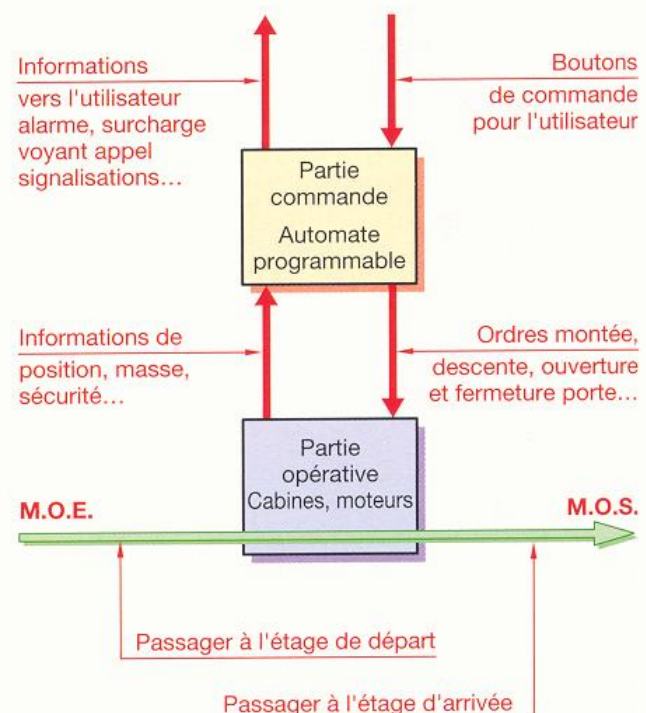 Informations
vers l'utilisateur
alarme, surcharge
voyant appel
signalisations...
Boutons
de commande
pour l'utilisateur
Partie
commande
Automate
programmable
Informations de
position, masse,
sécurité...
Ordres montée,
descente, ouverture
et fermeture porte...
Partie
opérative
Cabines, moteurs
M.O.E.
M.O.S.
Passager à l'étage de départ
Passager à l'étage d'arrivée